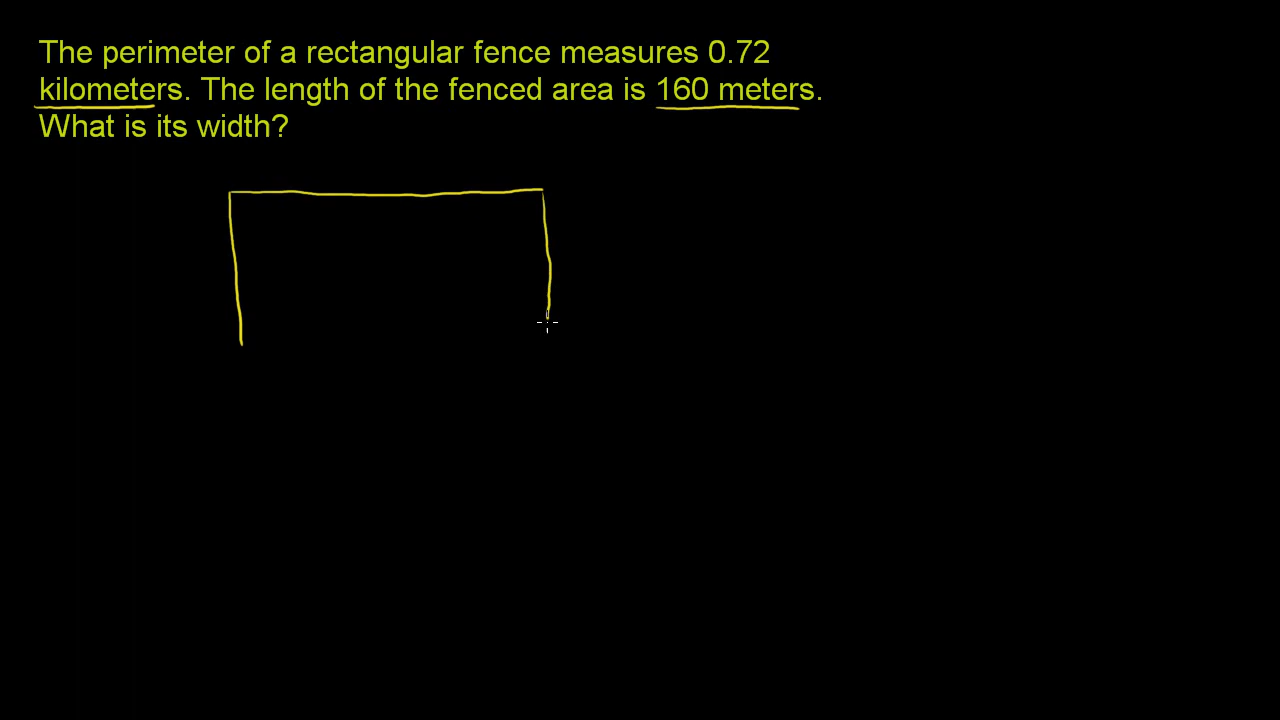 The perimeter of a rectangular fence measures 0.72
kilometers. The length of the fenced area is 160 meters.
What is its width?